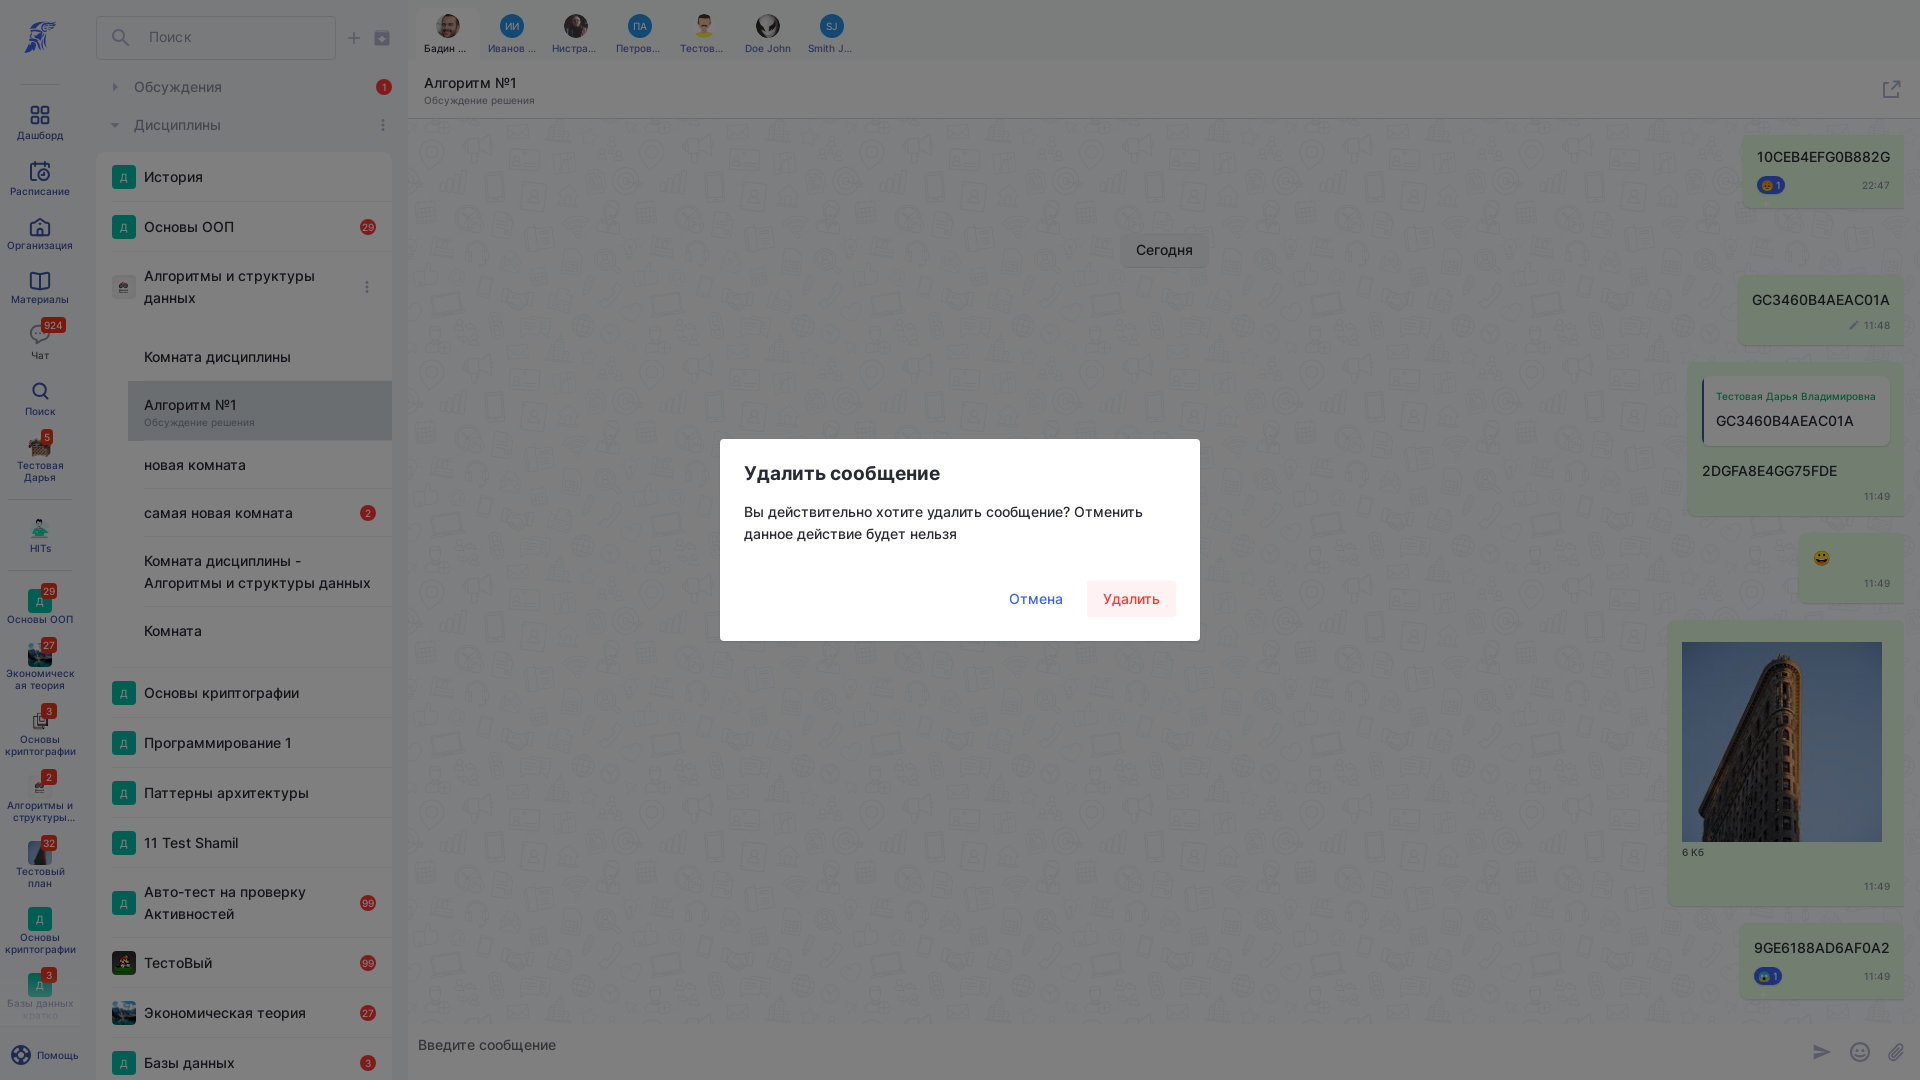 Поиск
Обсуждения
1
Дисциплины
Дашборд
Расписание
Организация
Материалы
924
Чат
Поиск
5
Тестовая
Дарья
HITs
29
Д
Основы ООП
27
Экономическ
ая теория
3
Основы
криптографии
2
Алгоритмы и
структуры...
32
Тестовый
план
Д
Основы
криптографии
3
Д
Базы данных
кратко
Помощь
Д
История
Д
Основы ООП
29
Алгоритмы и структуры
данных
Комната дисциплины
Алгоритм №1
Обсуждение решения
новая комната
самая новая комната
2
Комната дисциплины -
Алгоритмы и структуры данных
Комната
Д
Основы криптографии
Д
Программирование 1
Д
Паттерны архитектуры
Д
11 Test Shamil
Д
Авто-тест на проверку
Активностей
99
ТестоВый
99
Экономическая теория
27
Д
Базы данных
3
Бадин ...
ИИ
Иванов ...
Нистра...
ПА
Петров...
Тестов...
Doe John
SJ
Smith J...
Алгоритм №1
Обсуждение решения
10CEB4EFG0B882G
1
22:47
Сегодня
GC3460B4AEAC01A
11:48
Тестовая Дарья Владимировна
GC3460B4AEAC01A
2DGFA8E4GG75FDE
11:49
11:49
6 Кб
11:49
9GE6188AD6AF0A2
1
11:49
Введите сообщение
Удалить сообщение
Вы действительно хотите удалить сообщение? Отменить
данное действие будет нельзя
Отмена
Удалить